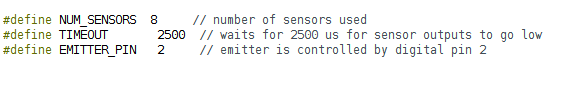 #define NUM_SENSORS  8     // number of sensors used
#define TIMEOUT       2500  // waits for 2500 us for sensor outputs to go low
#define EMITTER_PIN   2     // emitter is controlled by digital pin 2